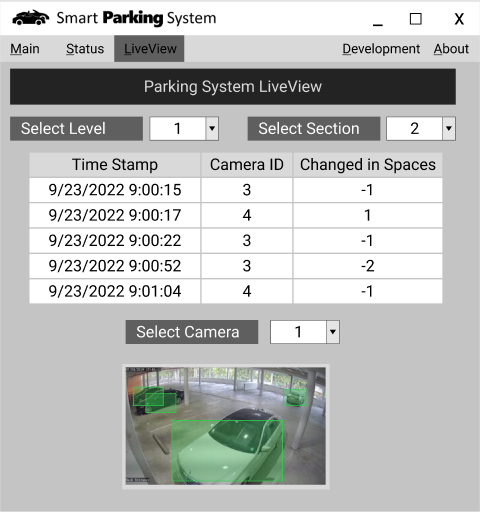 Smart Parking System
_ □ X
Main Status LiveView Development About
Parking System LiveView
Select Level 1 Select Section 2
Time Stamp Camera ID Changed in Spaces
9/23/2022 9:00:15 3 -1
9/23/2022 9:00:17 4 1
9/23/2022 9:00:22 3 -1
9/23/2022 9:00:52 3 -2
9/23/2022 9:01:04 4 -1
Select Camera 1